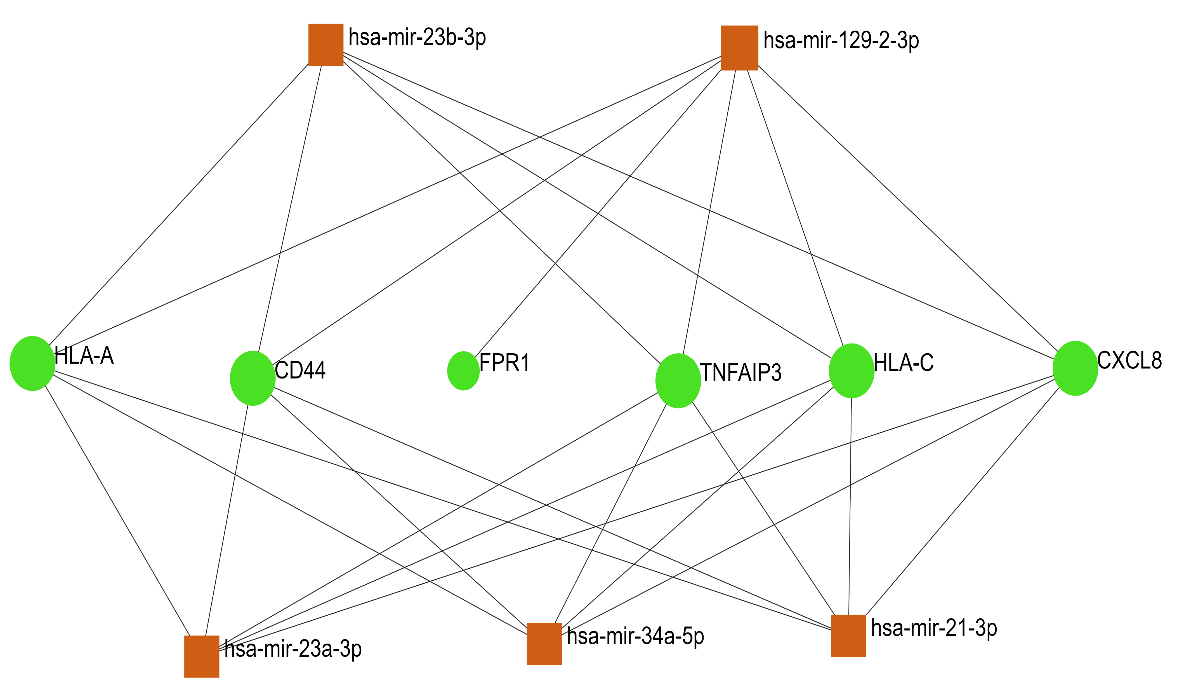 hsa-mir-23b-3p
hsa-mir-129-2-3p
HLA-A
CD44
FPR1
TNFAIP3
HLA-C
CXCL8
hsa-mir-23a-3p
hsa-mir-34a-5p
hsa-mir-21-3p